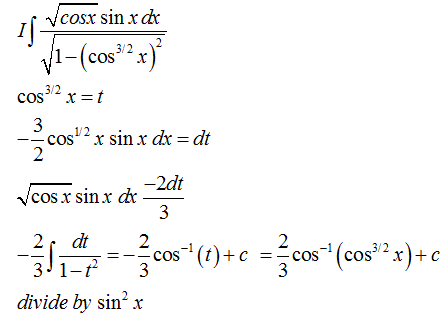 I∫ √cosx sin x dx / √1−(cos^{3/2} x)^2
cos^{3/2} x = t
−3/2 cos^{1/2} x sin x dx = dt
√cos x sin x dx −2dt/3
−2/3 ∫ dt/1−t^2 = −2/3 cos^{−1}(t)+c = 2/3 cos^{−1}(cos^{3/2} x)+c
divide by sin^2 x